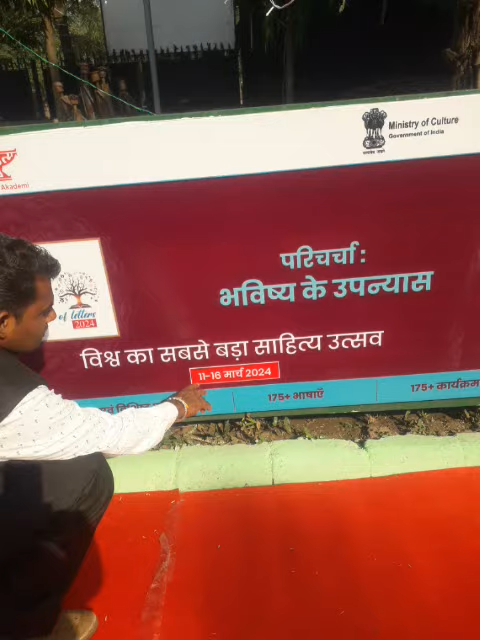 Ministry of Culture
Government of India
Akademi
परिचर्चा :
भविष्य के उपन्यास
of letters
2024
विश्व का सबसे बड़ा साहित्य उत्सव
11-16 मार्च 2024
175+ भाषाएँ
175+ कार्यक्रम